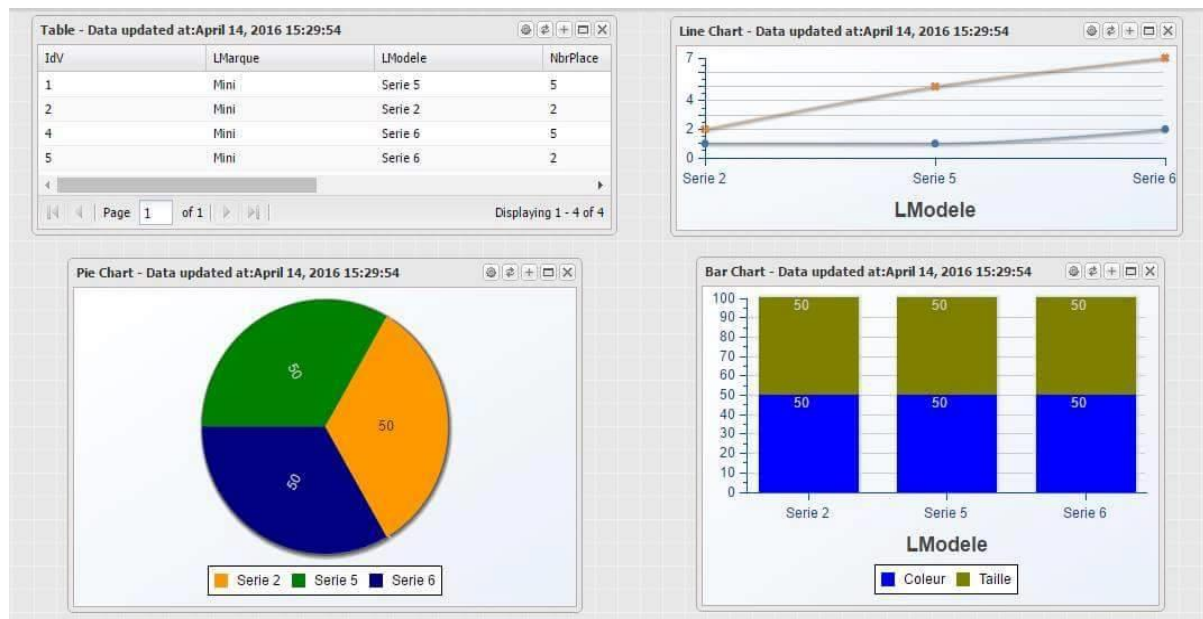 Table - Data updated at:April 14, 2016 15:29:54
IdV LMarque LModele NbrPlace
1 Mini Serie 5 5
2 Mini Serie 2 2
4 Mini Serie 6 5
5 Mini Serie 6 2
Page 1 of 1 Displaying 1 - 4 of 4
Line Chart - Data updated at:April 14, 2016 15:29:54
7
4
2
0
Serie 2 Serie 5 Serie 6
LModele
Pie Chart - Data updated at:April 14, 2016 15:29:54
50
50
50
Serie 2 Serie 5 Serie 6
Bar Chart - Data updated at:April 14, 2016 15:29:54
100
90
80
70
60
50
40
30
20
10
0
50 50 50
50 50 50
Serie 2 Serie 5 Serie 6
LModele
Coleur Taille